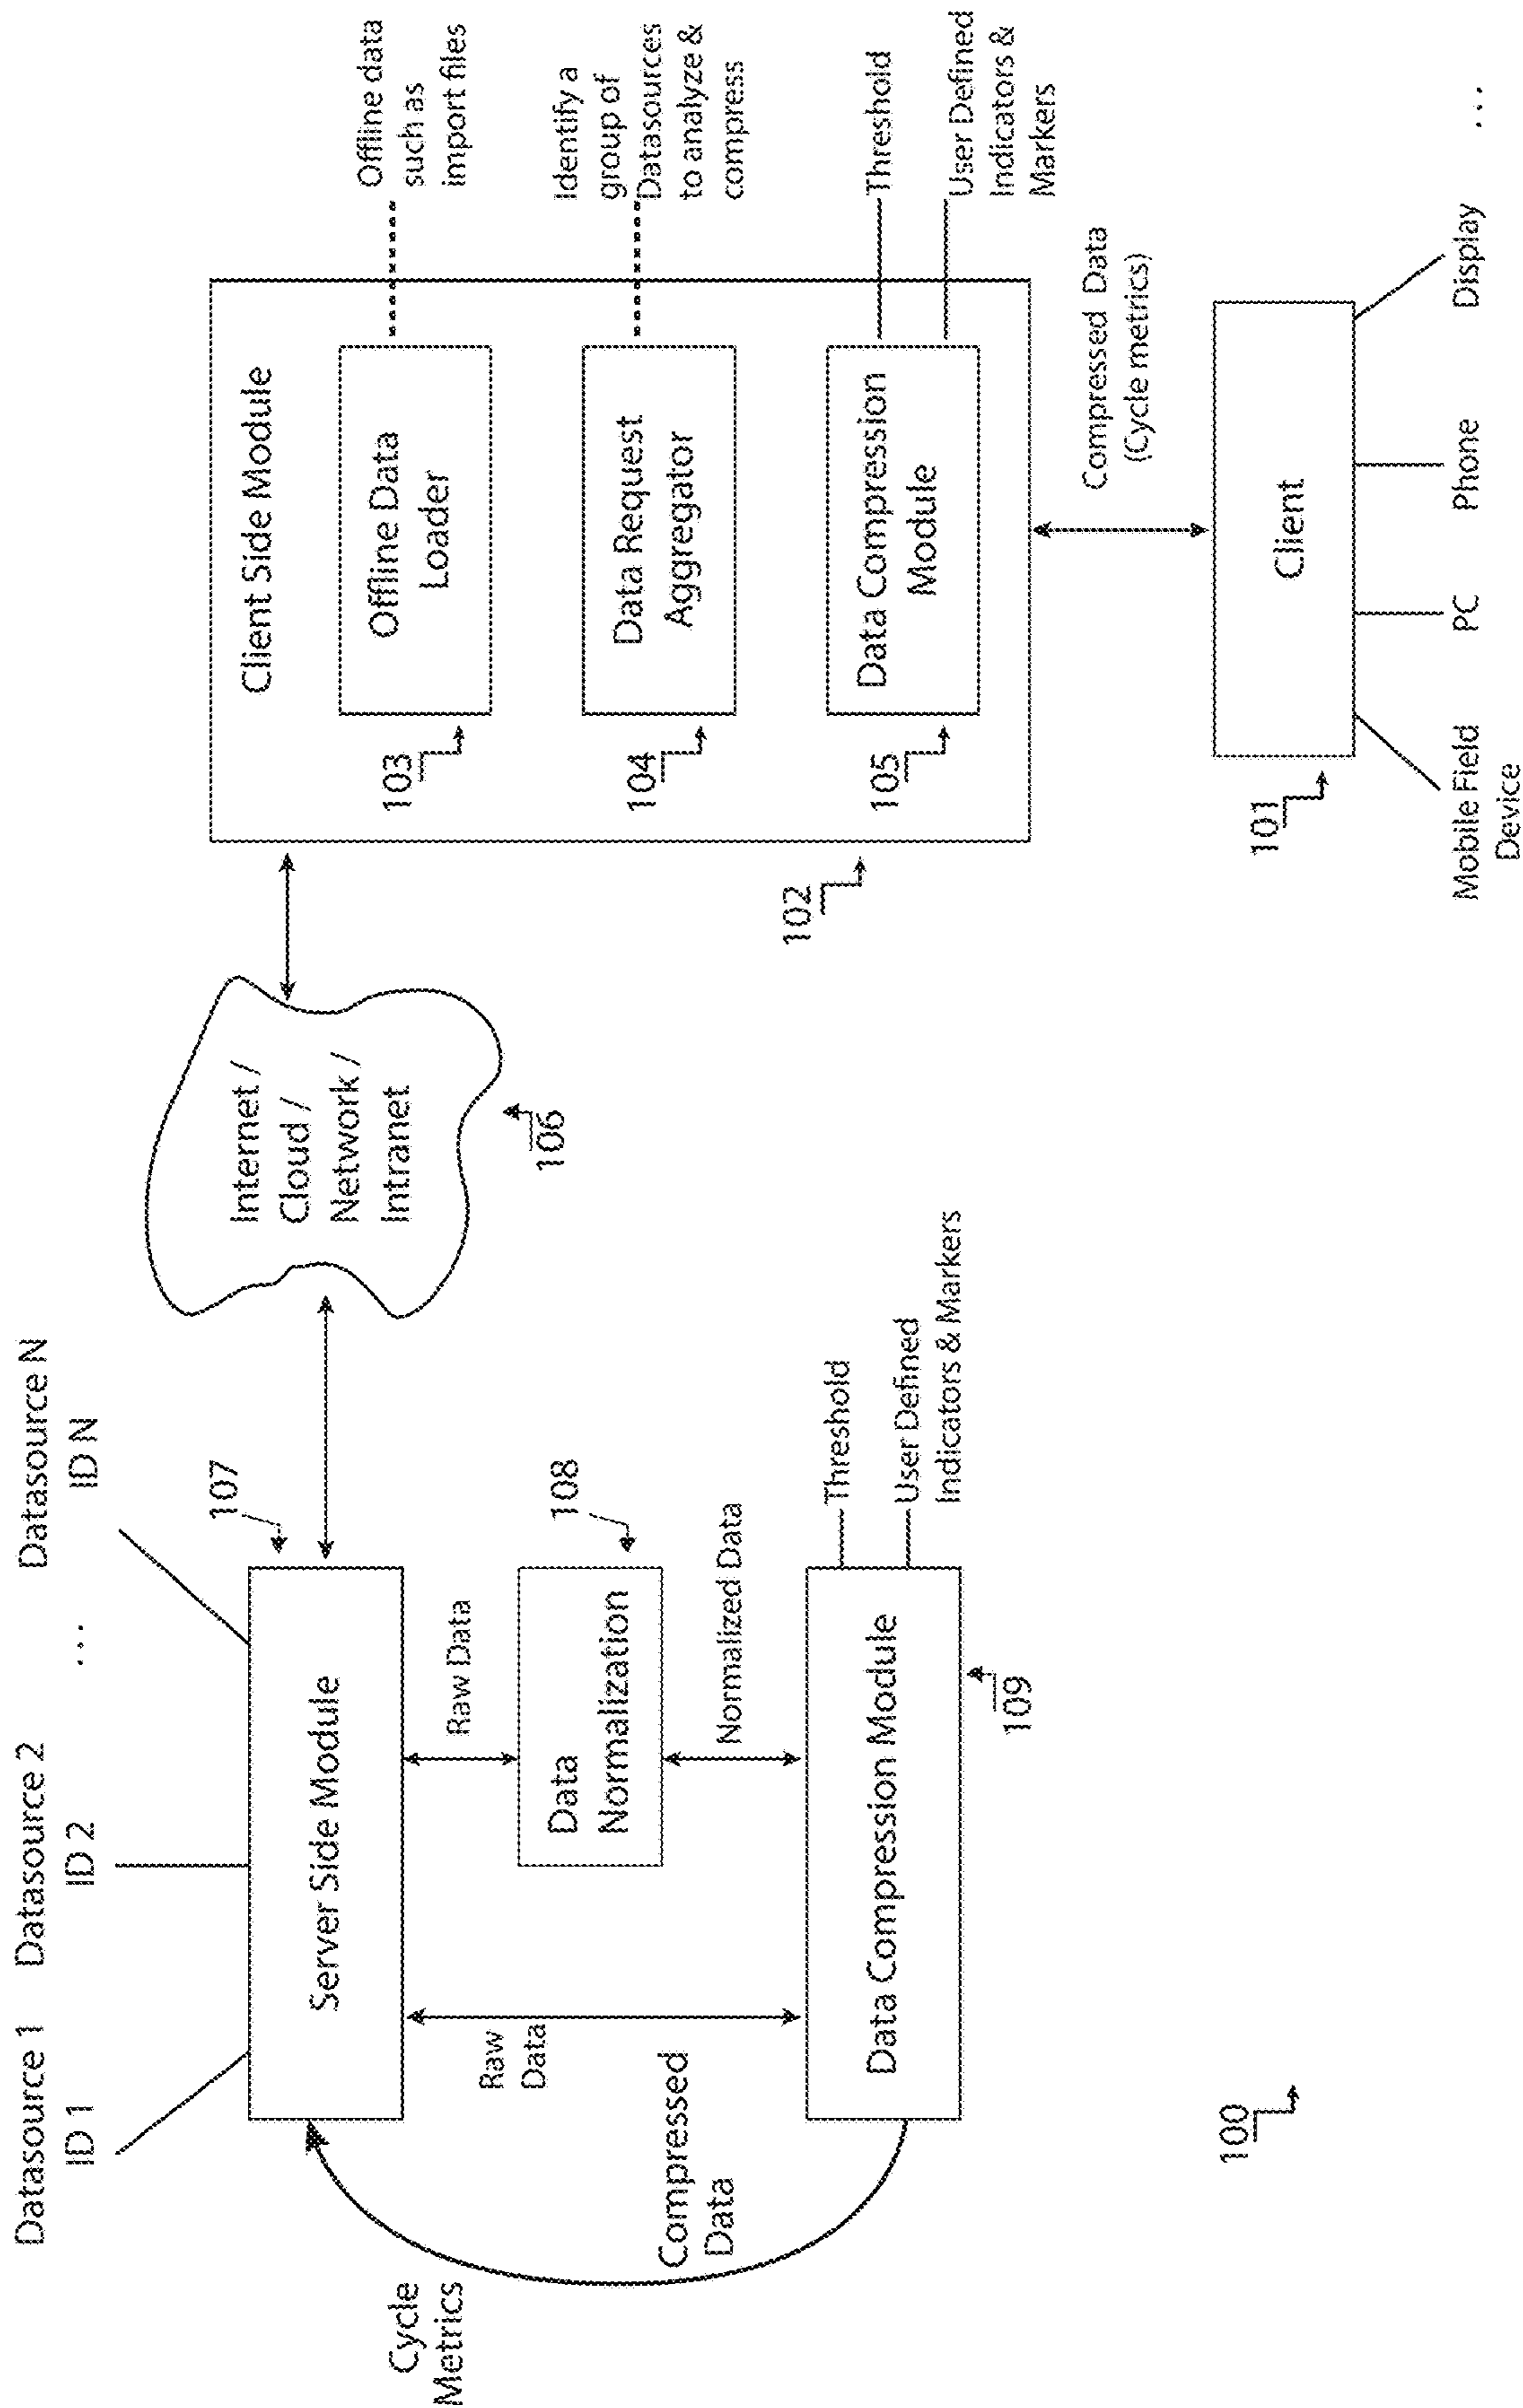 Datasource 1
ID 1
Datasource 2
ID 2
...
Datasource N
ID N
107
Server Side Module
Cycle
Metrics
Compressed
Data
Raw
Data
Raw Data
108
Data
Normalization
Normalized Data
Data Compression Module
109
Threshold
User Defined
Indicators & Markers
100
Internet /
Cloud /
Network /
Intranet
106
Client Side Module
102
103
Offline Data
Loader
Offline data
such as
import files
104
Data Request
Aggregator
Identify a
group of
Datasources
to analyze &
compress
105
Data Compression
Module
Threshold
User Defined
Indicators &
Markers
Compressed Data
(Cycle metrics)
101
Client
Mobile Field
Device
PC
Phone
Display
...